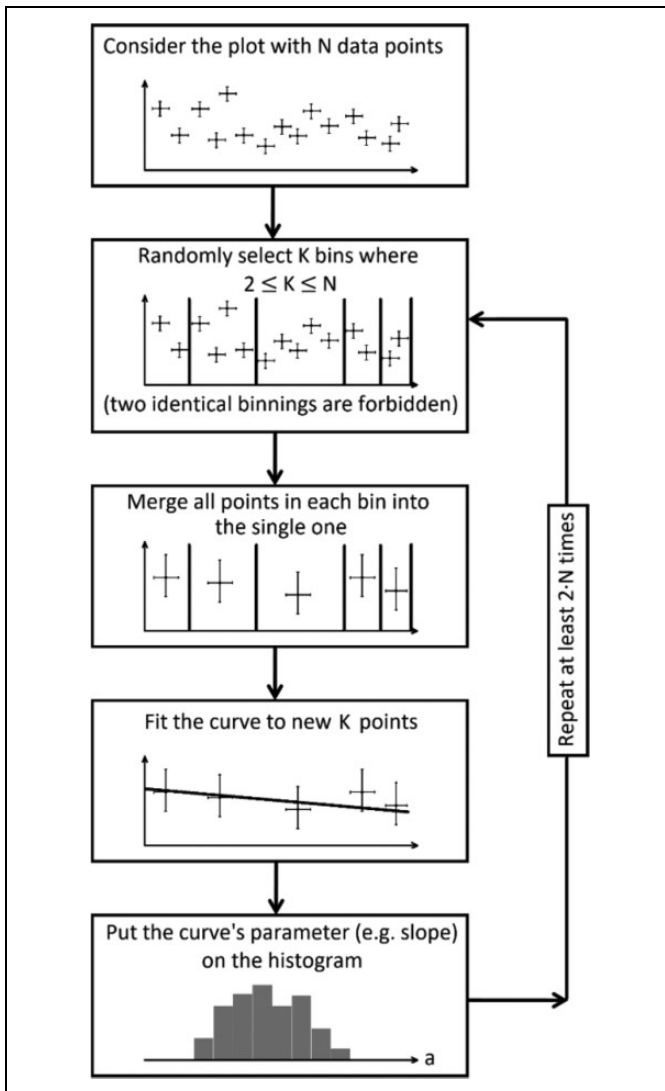 Consider the plot with N data points
Randomly select K bins where
2 ≤ K ≤ N
(two identical binnings are forbidden)
Merge all points in each bin into
the single one
Fit the curve to new K points
Put the curve's parameter (e.g. slope)
on the histogram
a
Repeat at least 2·N times